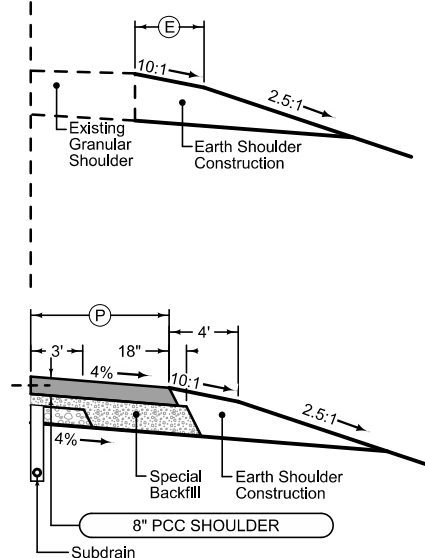 E
10:1
2.5:1
Existing
Granular
Shoulder
Earth Shoulder
Construction
P
4'
3'
18"
4%
10:1
2.5:1
4%
Special
Backfill
Earth Shoulder
Construction
8" PCC SHOULDER
Subdrain